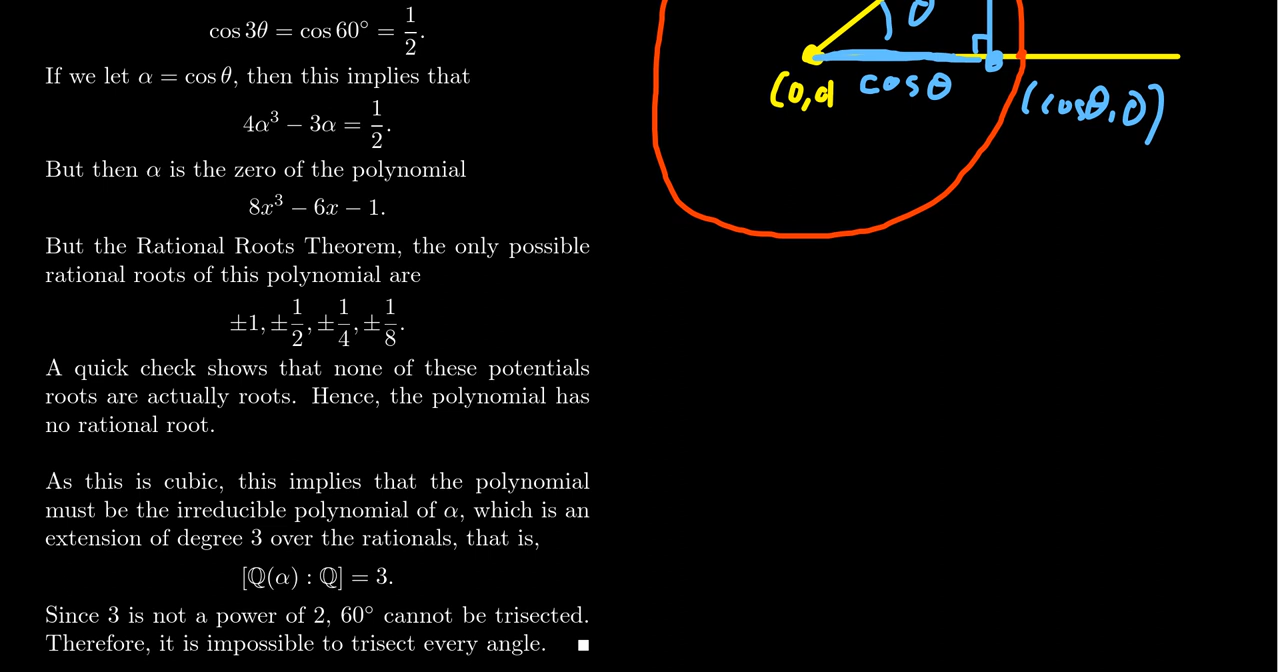 cos 3θ = cos 60° = 1/2.
If we let α = cos θ, then this implies that
4α³ − 3α = 1/2.
But then α is the zero of the polynomial
8x³ − 6x − 1.
But the Rational Roots Theorem, the only possible
rational roots of this polynomial are
±1, ±1/2, ±1/4, ±1/8.
A quick check shows that none of these potentials
roots are actually roots. Hence, the polynomial has
no rational root.
As this is cubic, this implies that the polynomial
must be the irreducible polynomial of α, which is an
extension of degree 3 over the rationals, that is,
[ℚ(α) : ℚ] = 3.
Since 3 is not a power of 2, 60° cannot be trisected.
Therefore, it is impossible to trisect every angle. ■
θ
(0,0
cos θ
(cosθ, 0)